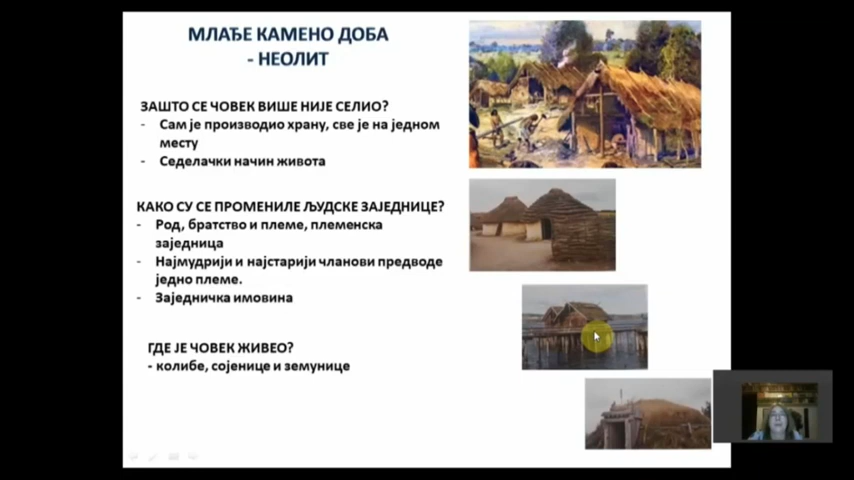 МЛАЂЕ КАМЕНО ДОБА
- НЕОЛИТ
ЗАШТО СЕ ЧОВЕК ВИШЕ НИЈЕ СЕЛИО?
- Сам је производио храну, све је на једном
месту
- Седелачки начин живота
КАКО СУ СЕ ПРОМЕНИЛЕ ЉУДСКЕ ЗАЈЕДНИЦЕ?
- Род, братство и племе, племенска
заједница
- Најмудрији и најстарији чланови предводе
једно племе.
- Заједничка имовина
ГДЕ ЈЕ ЧОВЕК ЖИВЕО?
- колибе, сојенице и земунице